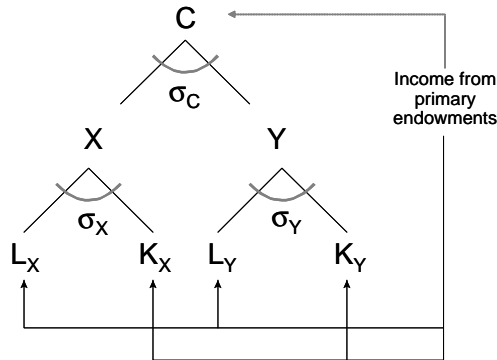 C
σC
Income from
primary
endowments
X
Y
σX
σY
LX
KX
LY
KY